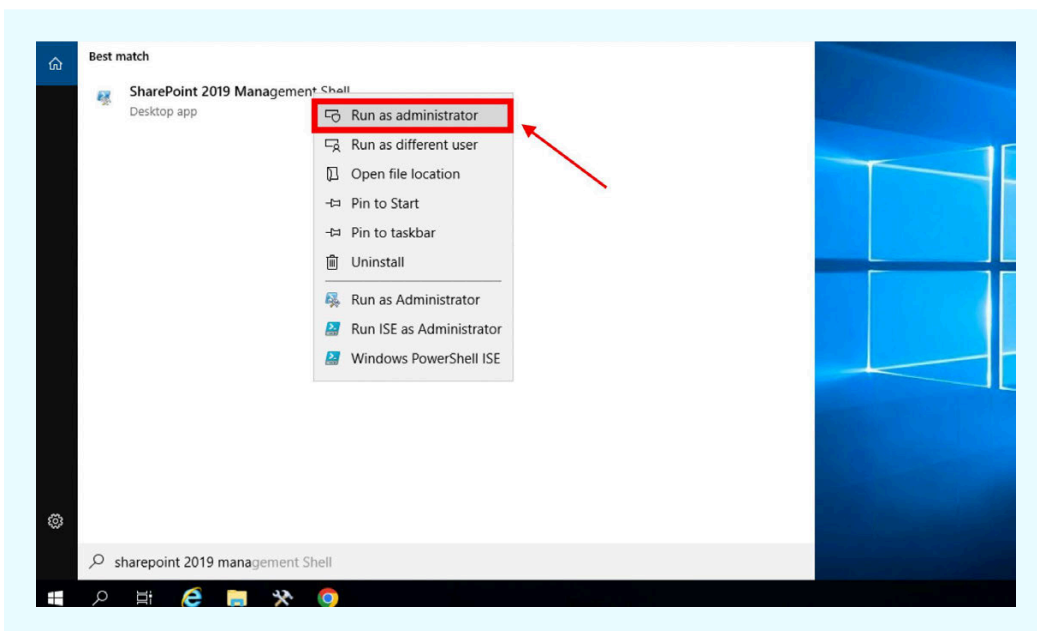 Best match
SharePoint 2019 Management Shell
Desktop app
Run as administrator
Run as different user
Open file location
Pin to Start
Pin to taskbar
Uninstall
Run as Administrator
Run ISE as Administrator
Windows PowerShell ISE
sharepoint 2019 management Shell